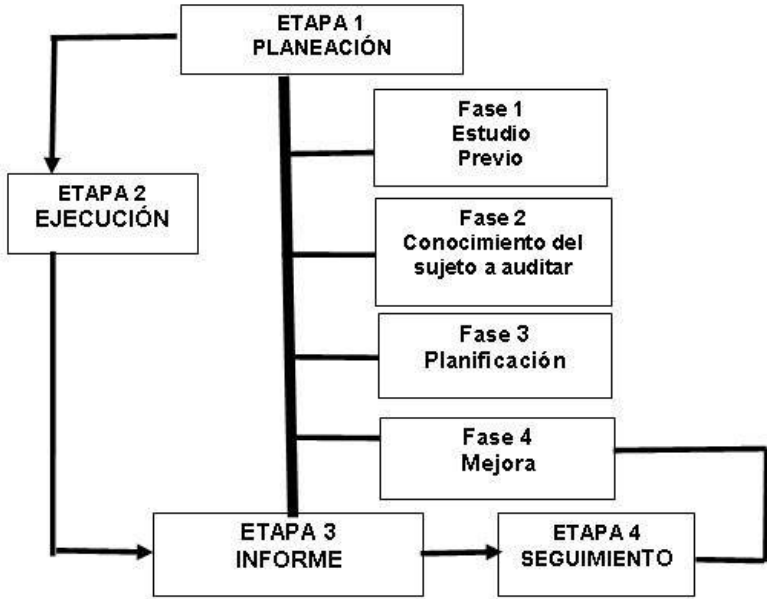 ETAPA 1
PLANEACIÓN
Fase 1
Estudio
Previo
ETAPA 2
EJECUCIÓN
Fase 2
Conocimiento del
sujeto a auditar
Fase 3
Planificación
Fase 4
Mejora
ETAPA 3
INFORME
ETAPA 4
SEGUIMIENTO